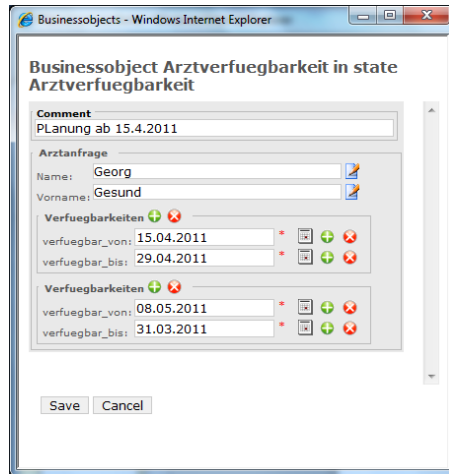 Businessobjects - Windows Internet Explorer
Businessobject Arztverfuegbarkeit in state
Arztverfuegbarkeit
Comment
PLanung ab 15.4.2011
Arztanfrage
Name: Georg
Vorname: Gesund
Verfuegbarkeiten
verfuegbar_von: 15.04.2011 *
verfuegbar_bis: 29.04.2011 *
Verfuegbarkeiten
verfuegbar_von: 08.05.2011 *
verfuegbar_bis: 31.03.2011 *
Save Cancel